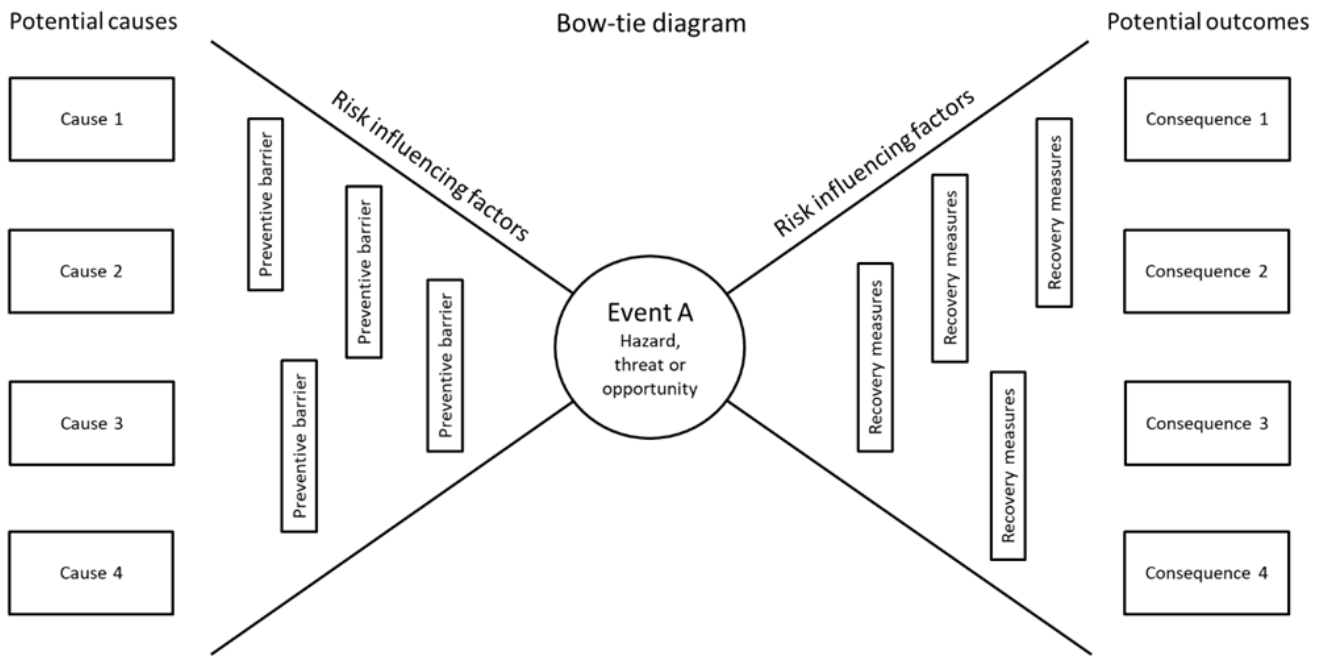 Potential causes
Bow-tie diagram
Potential outcomes
Cause 1
Cause 2
Cause 3
Cause 4
Preventive barrier
Preventive barrier
Preventive barrier
Preventive barrier
Risk influencing factors
Event A
Hazard,
threat or
opportunity
Risk influencing factors
Recovery measures
Recovery measures
Recovery measures
Recovery measures
Consequence 1
Consequence 2
Consequence 3
Consequence 4